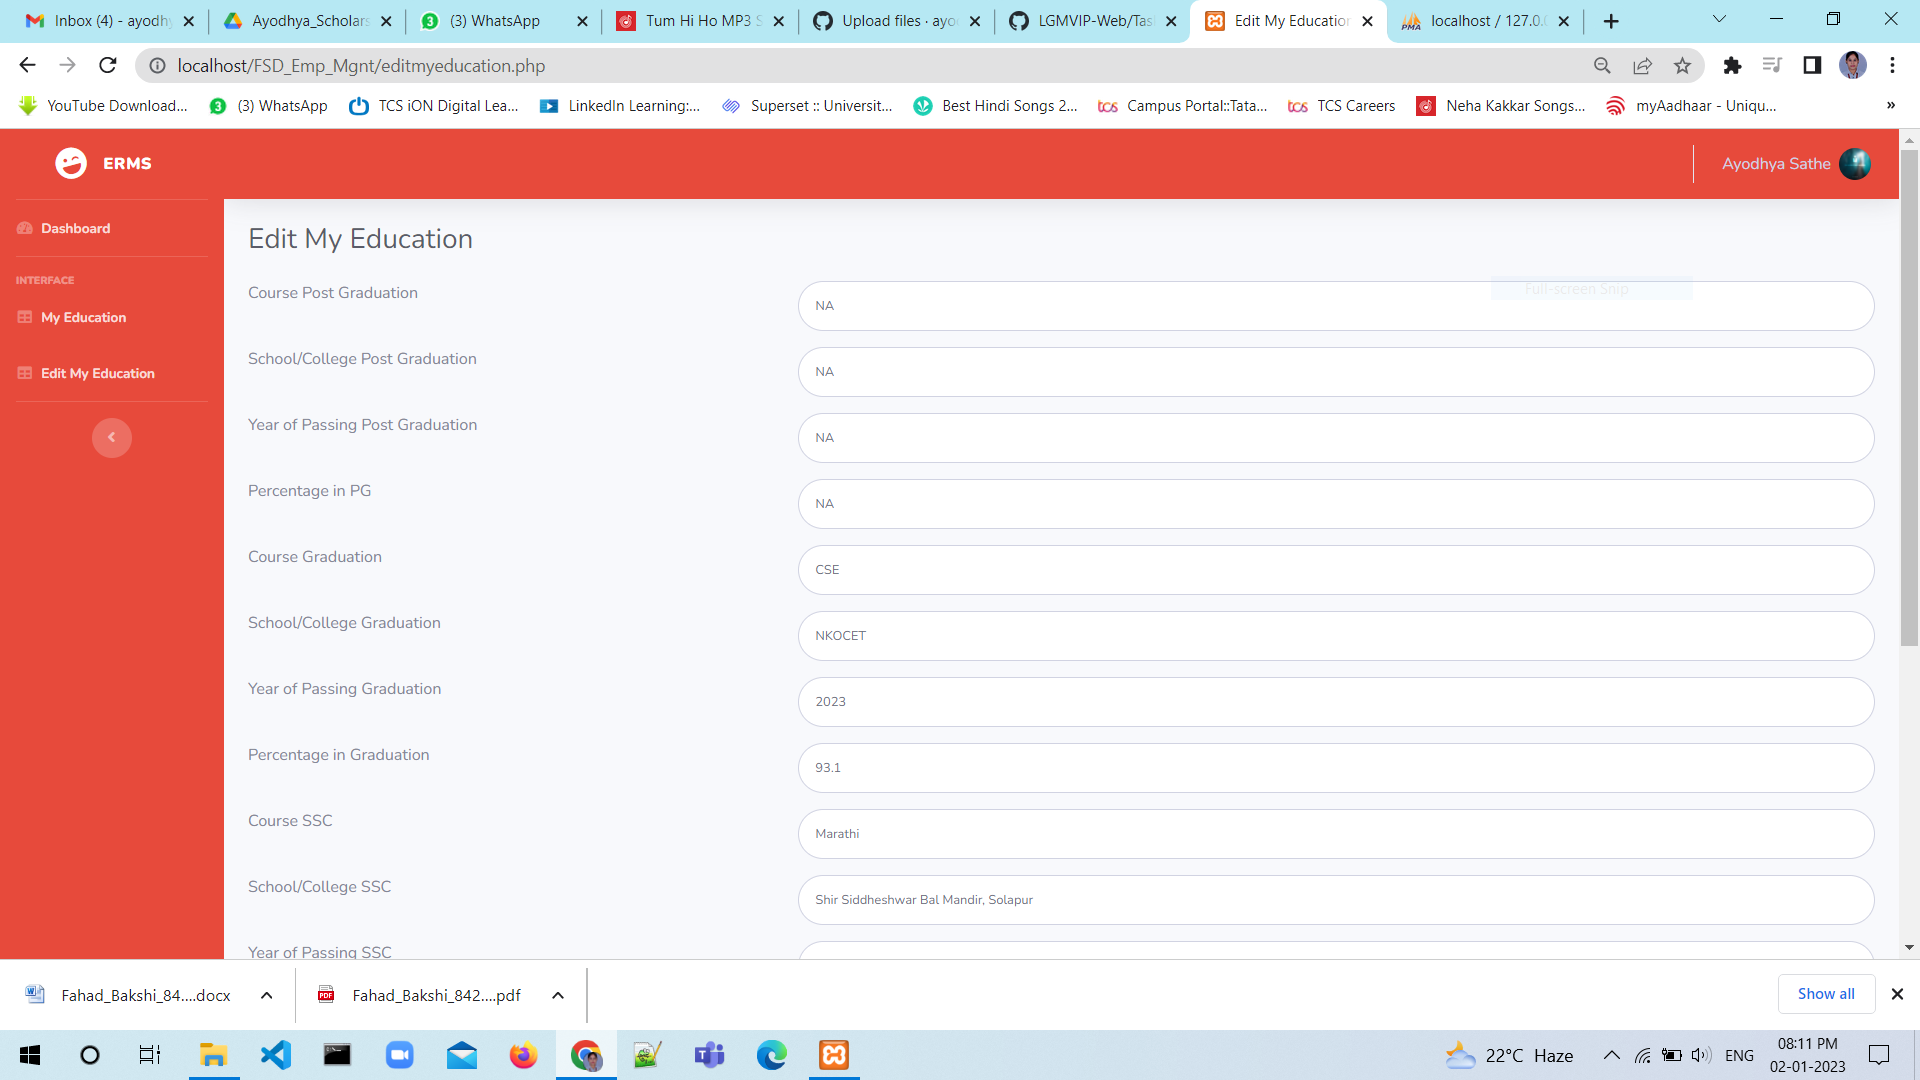 Inbox (4) - ayodhy
Ayodhya_Scholars
(3) WhatsApp
Tum Hi Ho MP3 S
Upload files · ayod
LGMVIP-Web/Tas
Edit My Education
localhost / 127.0.0
localhost/FSD_Emp_Mgnt/editmyeducation.php
YouTube Download...
(3) WhatsApp
TCS iON Digital Lea...
LinkedIn Learning:...
Superset :: Universit...
Best Hindi Songs 2...
Campus Portal::Tata...
TCS Careers
Neha Kakkar Songs...
myAadhaar - Uniqu...
»
ERMS
Ayodhya Sathe
Dashboard
INTERFACE
My Education
Edit My Education
Edit My Education
Full-screen Snip
Course Post Graduation
NA
School/College Post Graduation
NA
Year of Passing Post Graduation
NA
Percentage in PG
NA
Course Graduation
CSE
School/College Graduation
NKOCET
Year of Passing Graduation
2023
Percentage in Graduation
93.1
Course SSC
Marathi
School/College SSC
Shir Siddheshwar Bal Mandir, Solapur
Year of Passing SSC
Fahad_Bakshi_84....docx
Fahad_Bakshi_842....pdf
Show all
22°C Haze
ENG
08:11 PM
02-01-2023